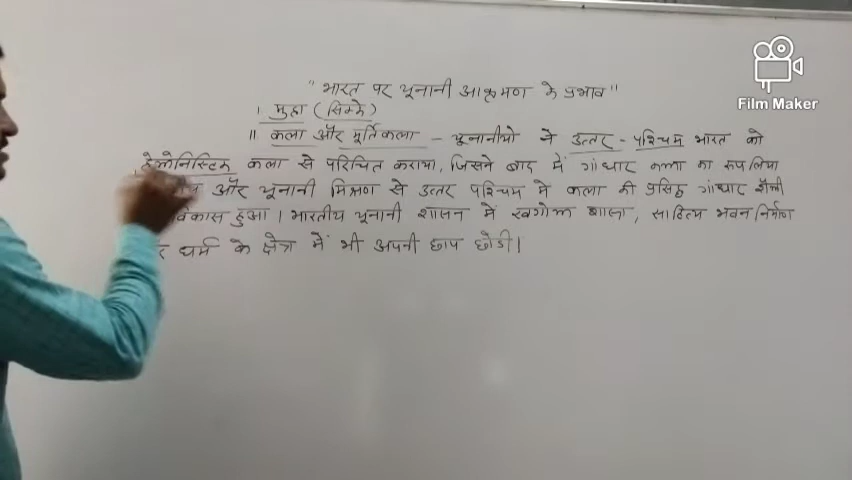 " भारत पर यूनानी आक्रमण के प्रभाव "
Film Maker
। मुद्रा (सिक्के)
॥ कला और मूर्तिकला - यूनानीयो ने उत्तर - पश्चिम भारत को
हेलेनिस्टिक कला से परिचित कराया, जिसने बाद में गांधार कला का रूप लिया
और यूनानी मिश्रण से उत्तर पश्चिम मे कला की प्रसिद्ध गांधार शैली
विकास हुआ। भारतीय यूनानी शासन में खगोल शास्त्र, साहित्य भवन निर्माण
धर्म के क्षेत्र में भी अपनी छाप छोडी।